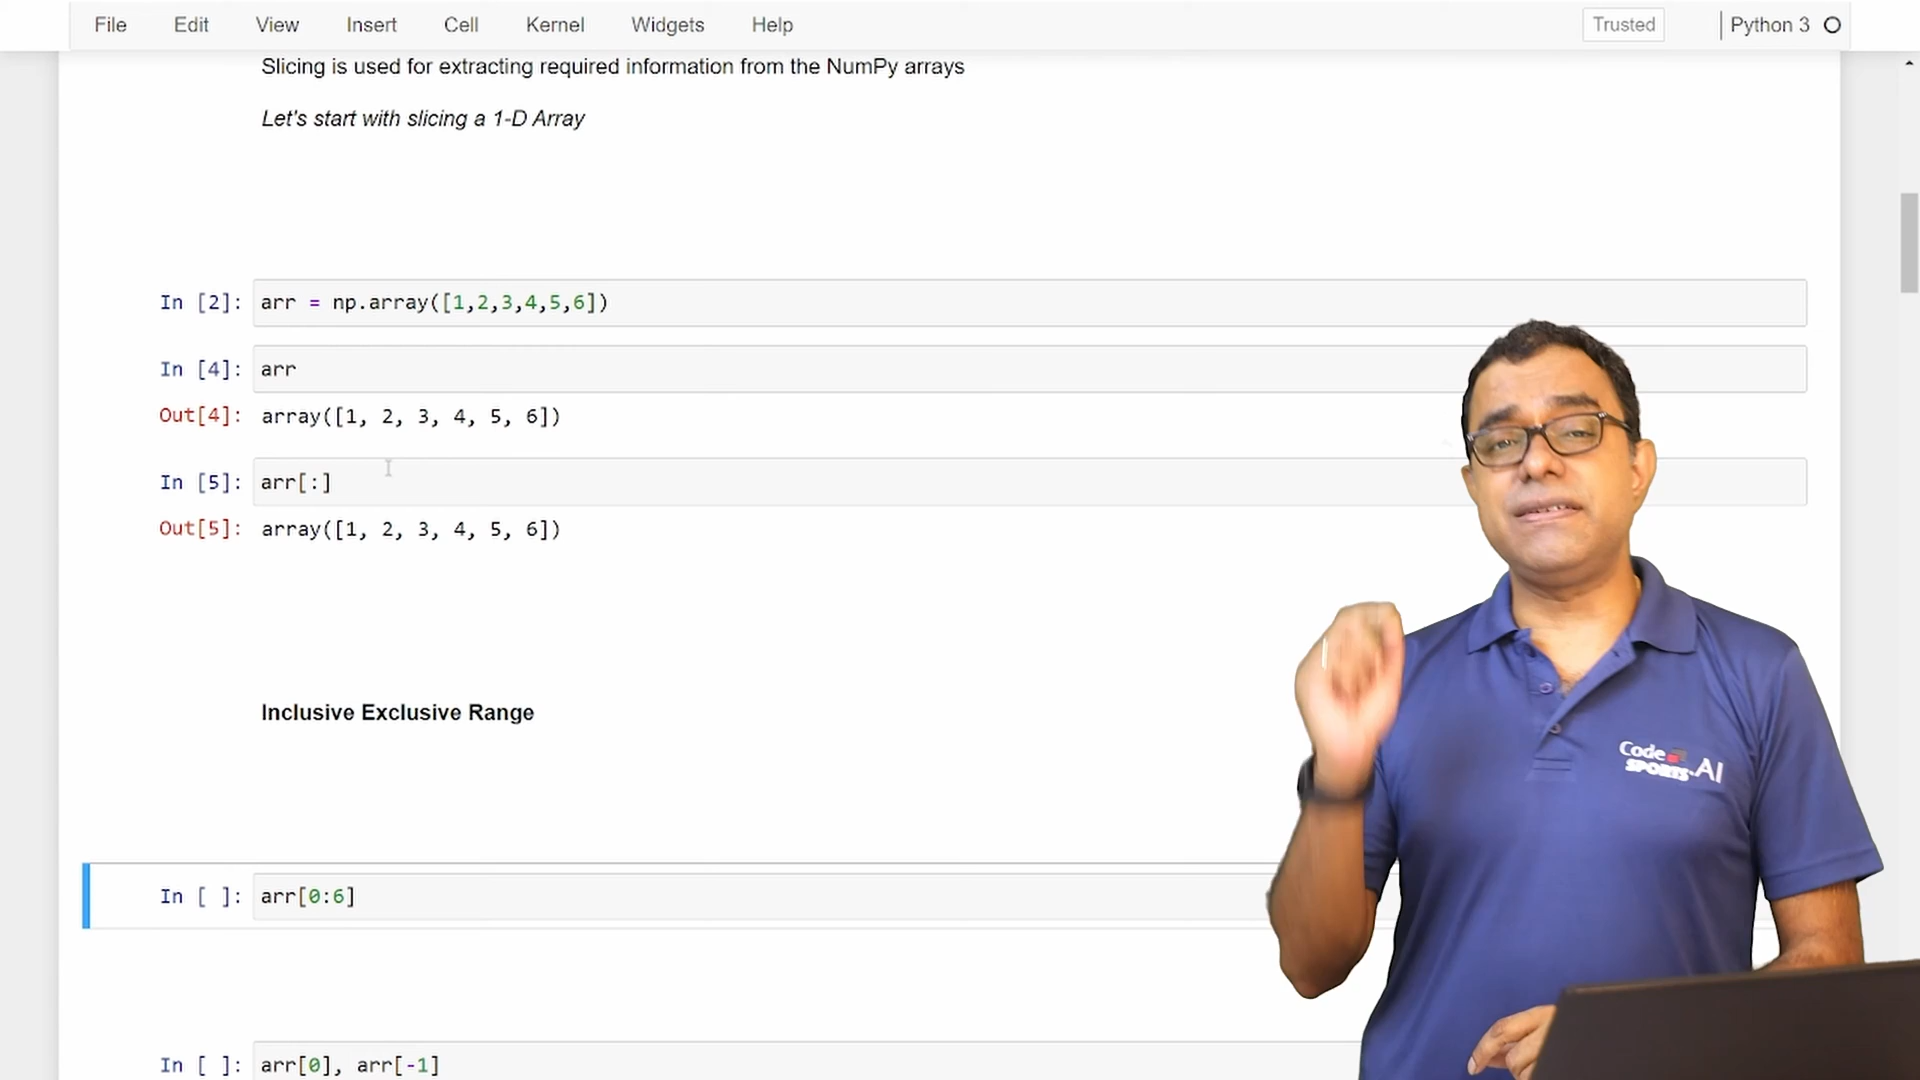 File Edit View Insert Cell Kernel Widgets Help Trusted Python 3
Slicing is used for extracting required information from the NumPy arrays
Let's start with slicing a 1-D Array
In [2]: arr = np.array([1,2,3,4,5,6])
In [4]: arr
Out[4]: array([1, 2, 3, 4, 5, 6])
In [5]: arr[:]
Out[5]: array([1, 2, 3, 4, 5, 6])
Inclusive Exclusive Range
Code
SPORTS.AI
In [ ]: arr[0:6]
In [ ]: arr[0], arr[-1]